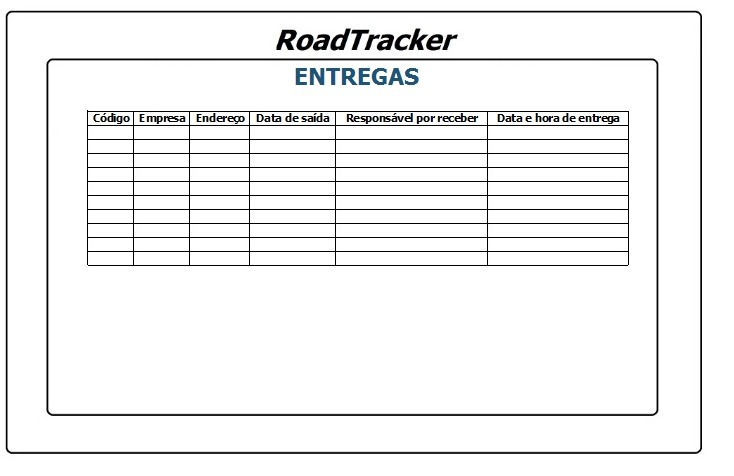 RoadTracker
ENTREGAS
Código Empresa Endereço Data de saída Responsável por receber Data e hora de entrega